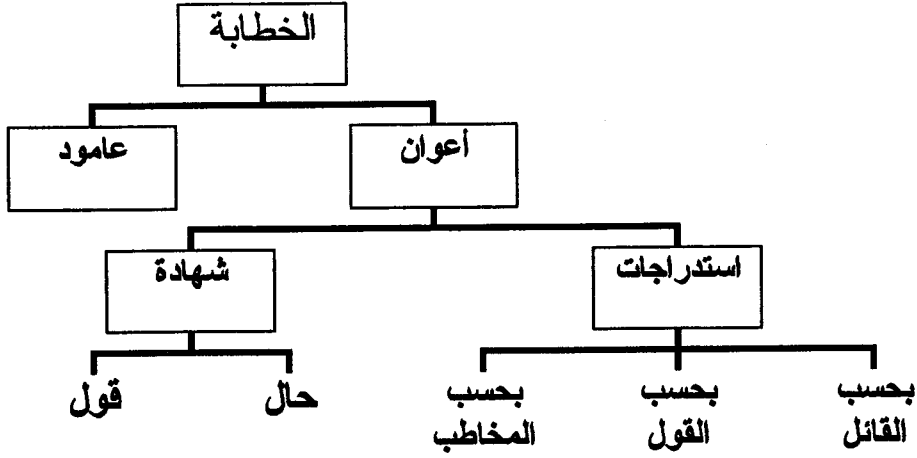 الخطابة
أعوان
عامود
استدراجات
شهادة
بحسب
القائل
بحسب
القول
بحسب
المخاطب
حال
قول